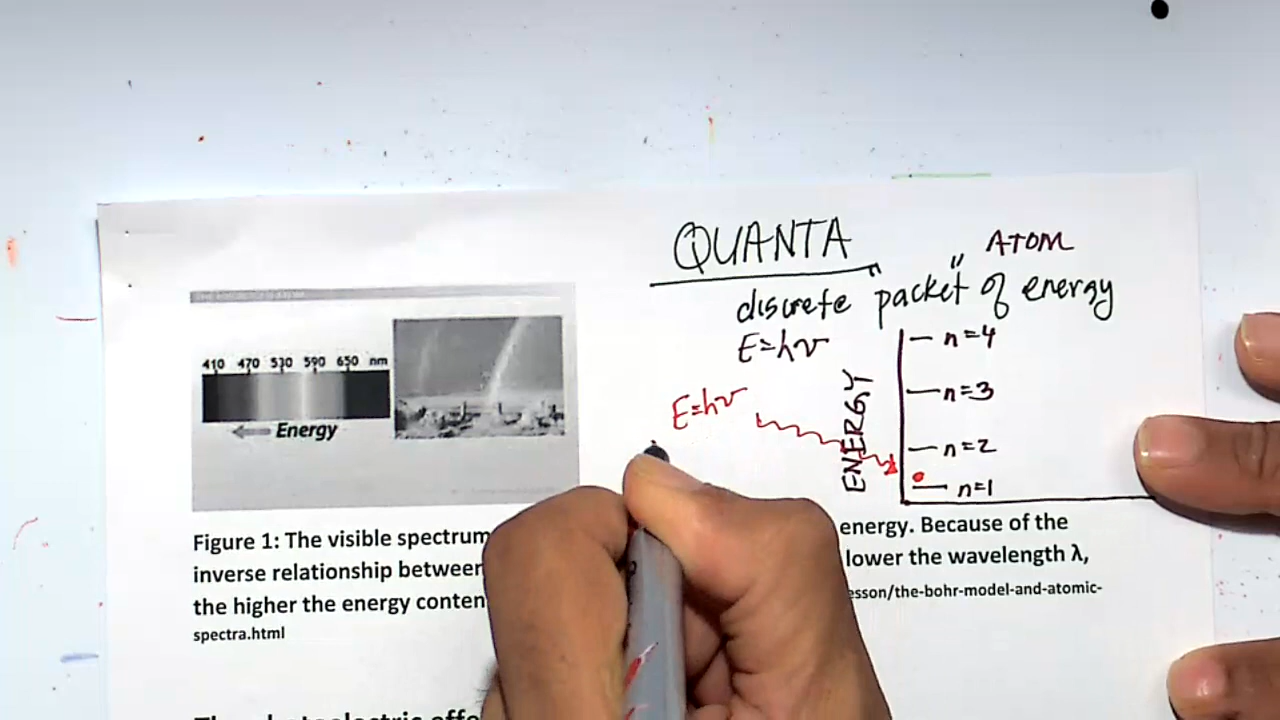 QUANTA
ATOM
discrete "packet" of energy
E=hν
n=4
E=hν
ENERGY
n=3
n=2
n=1
410 470 530 590 650 nm
Energy
Figure 1: The visible spectrum energy. Because of the
inverse relationship between lower the wavelength λ,
the higher the energy conten esson/the-bohr-model-and-atomic-
spectra.html